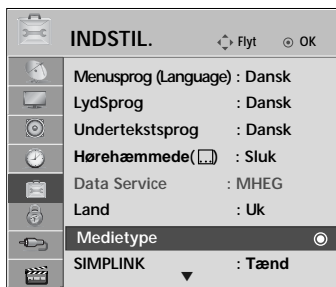 INDSTIL. Flyt OK
Menusprog (Language) : Dansk
LydSprog : Dansk
Undertekstsprog : Dansk
Hørehæmmede( ) : Sluk
Data Service : MHEG
Land : Uk
Medietype
SIMPLINK : Tænd